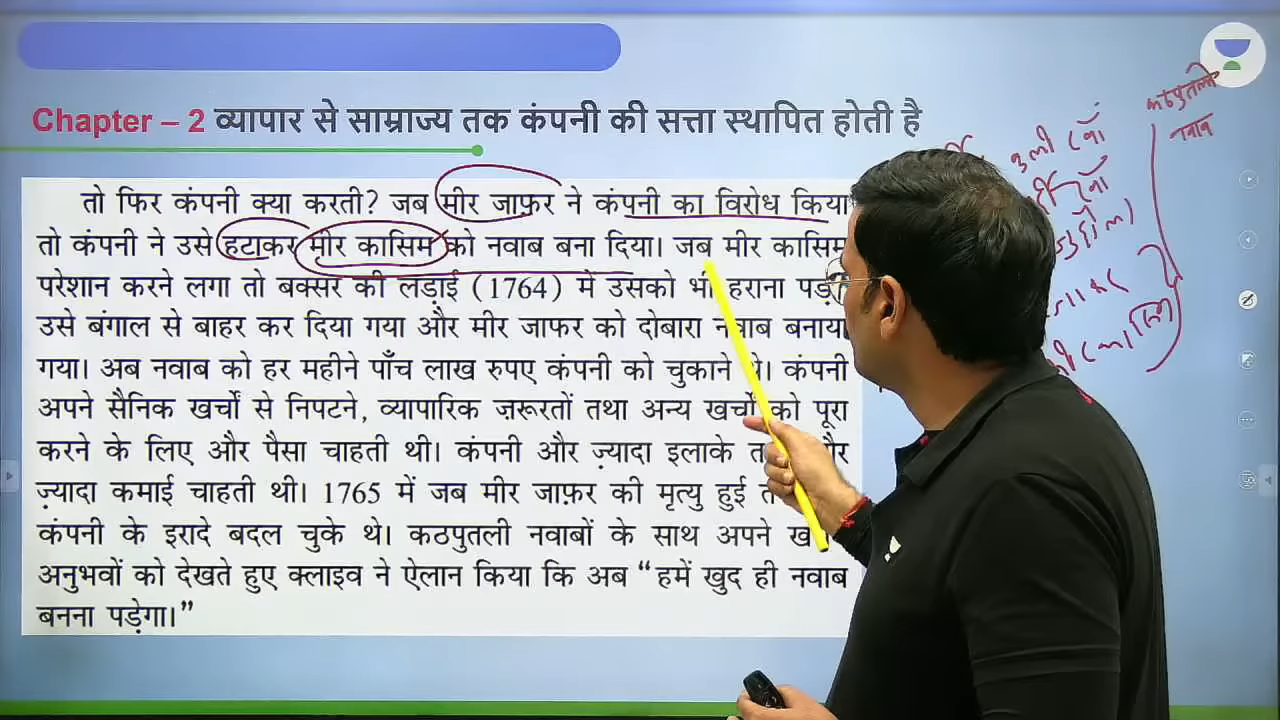 Chapter – 2 व्यापार से साम्राज्य तक कंपनी की सत्ता स्थापित होती है
तो फिर कंपनी क्या करती? जब मीर जाफ़र ने कंपनी का विरोध किया
तो कंपनी ने उसे हटाकर मीर कासिम को नवाब बना दिया। जब मीर कासिम
परेशान करने लगा तो बक्सर की लड़ाई (1764) में उसको भी हराना
उसे बंगाल से बाहर कर दिया गया और मीर जाफ़र को दोबारा नवाब बनाया
गया। अब नवाब को हर महीने पाँच लाख रुपए कंपनी को चुकाने थे। कंपनी
अपने सैनिक खर्चों से निपटने, व्यापारिक ज़रूरतों तथा अन्य खर्चों को पूरा
करने के लिए और पैसा चाहती थी। कंपनी और ज़्यादा इलाके
ज़्यादा कमाई चाहती थी। 1765 में जब मीर जाफ़र की मृत्यु हुई
कंपनी के इरादे बदल चुके थे। कठपुतली नवाबों के साथ अपने
अनुभवों को देखते हुए क्लाइव ने ऐलान किया कि अब “हमें खुद ही नवाब
बनना पड़ेगा।”
कठपुतली
नवाब